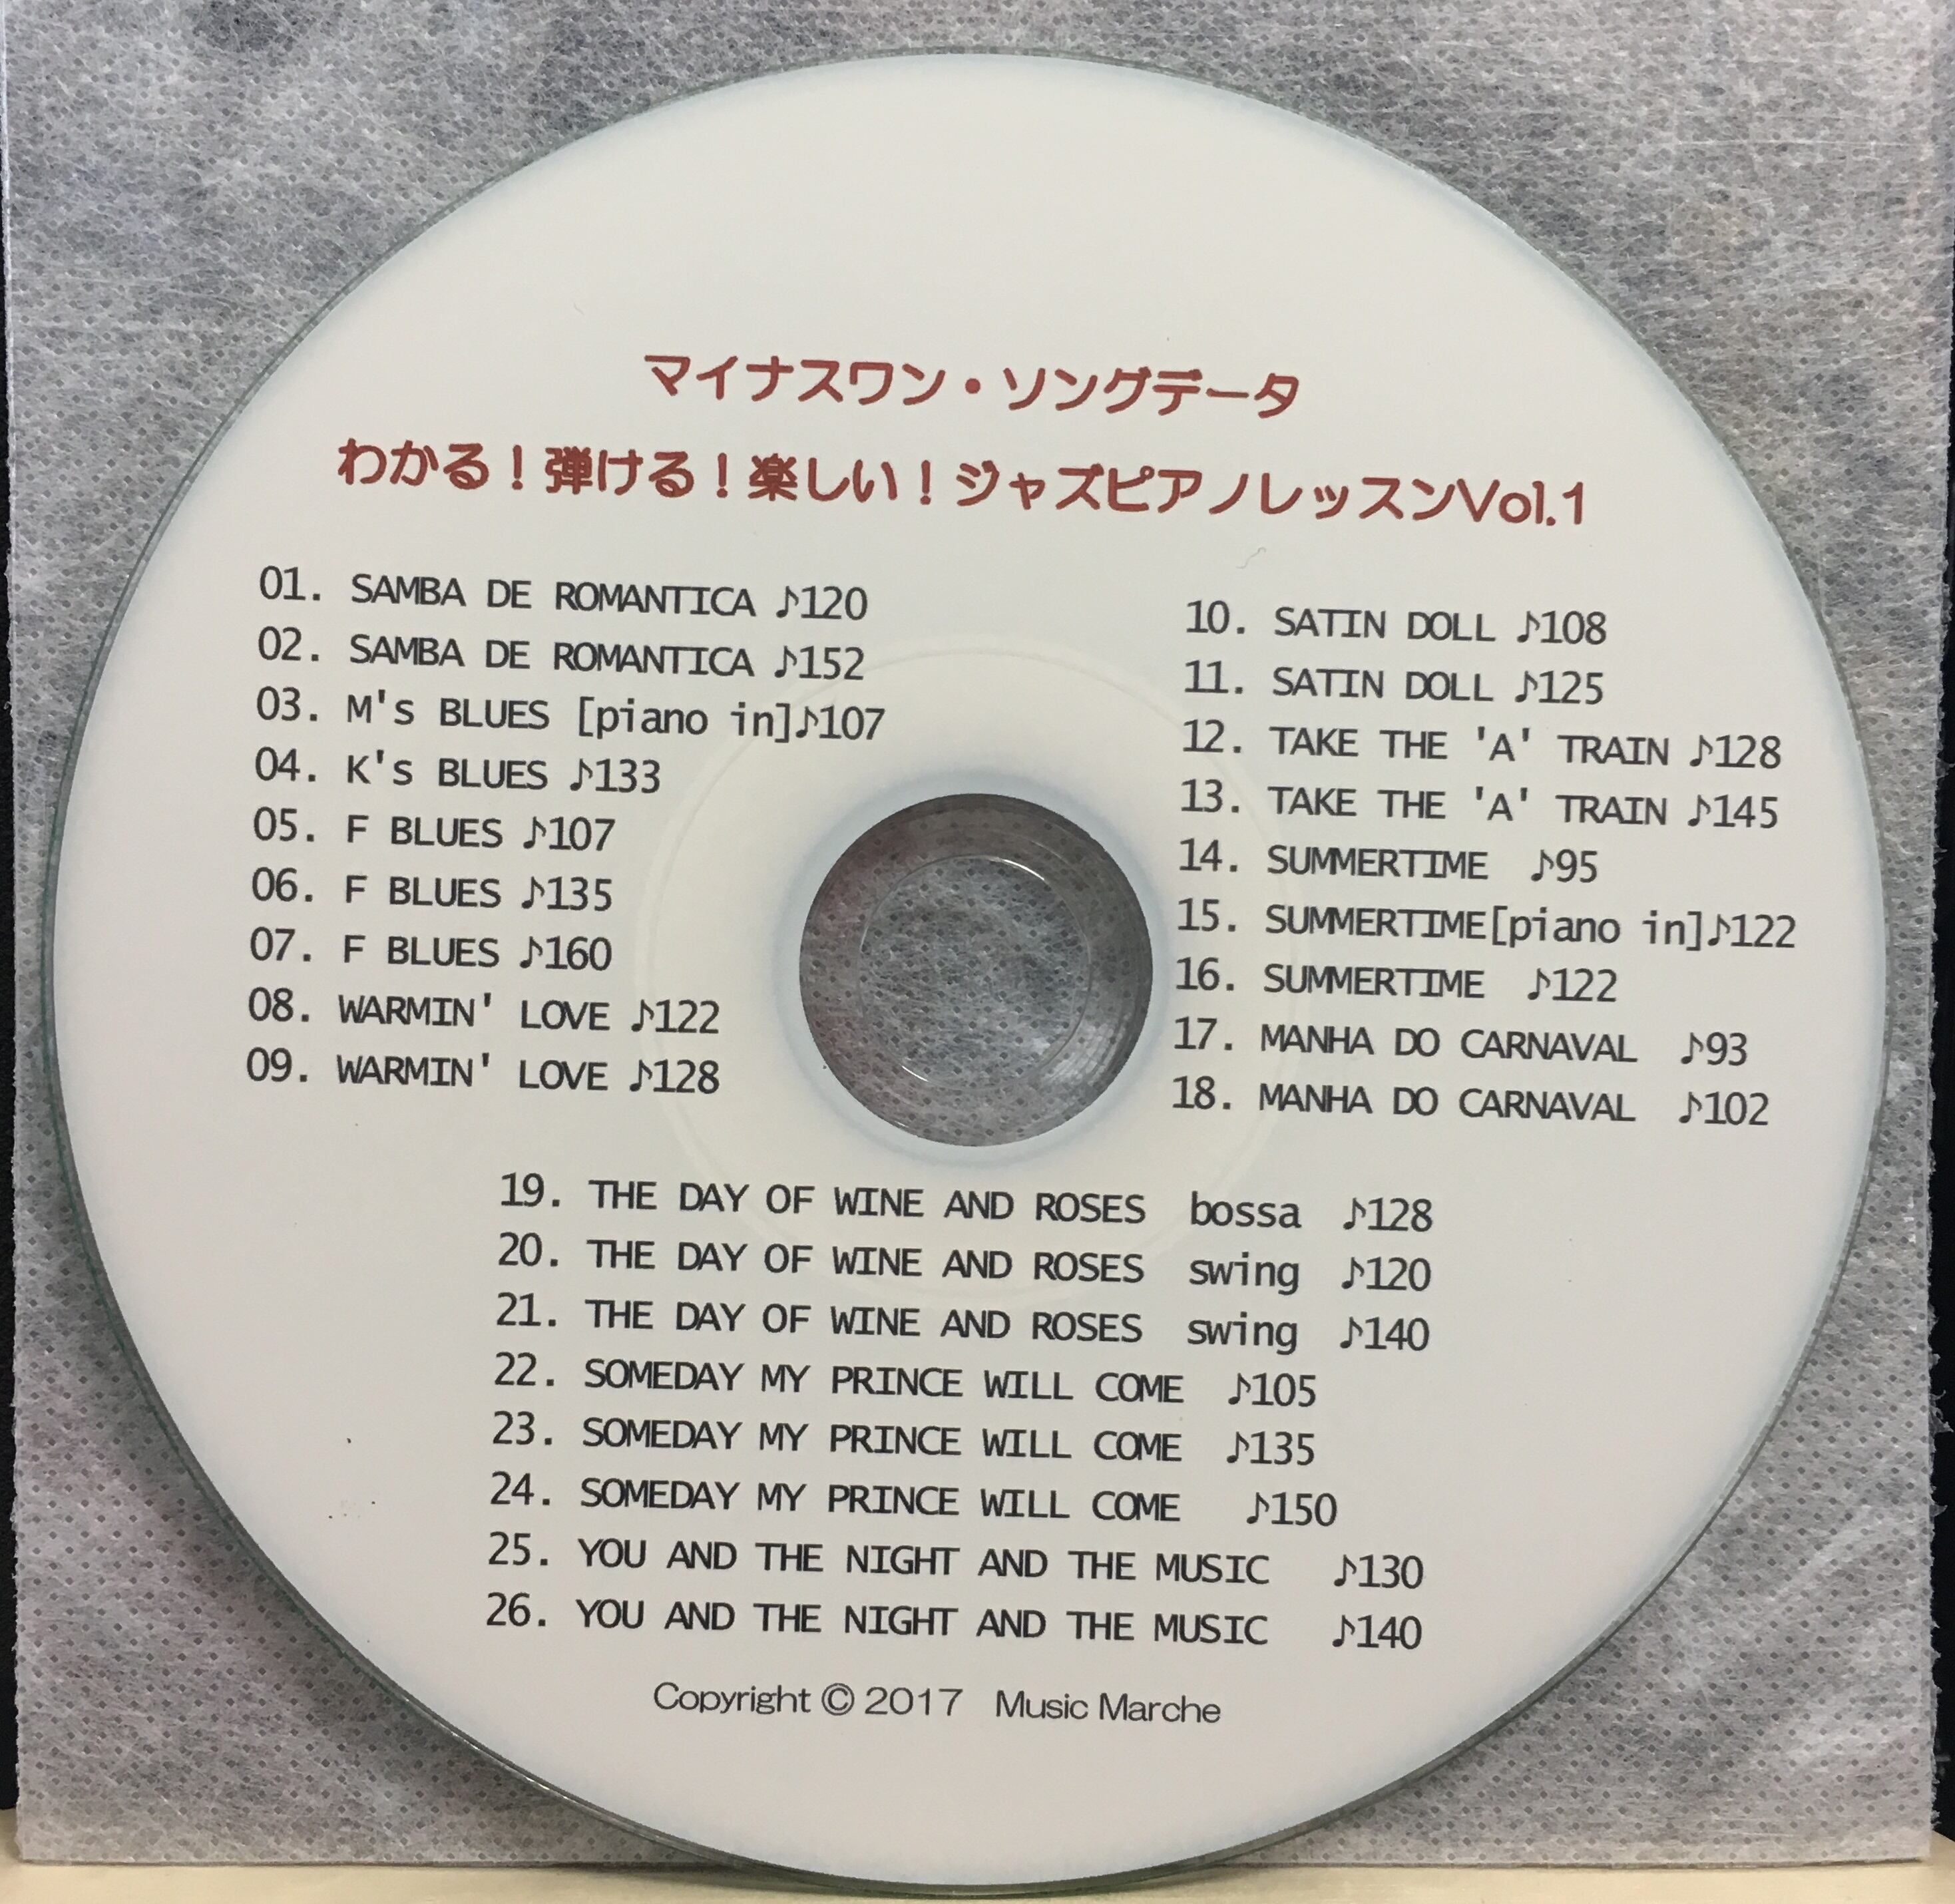 マイナスワン・ソングデータ
わかる！弾ける！楽しい！ジャズピアノレッスンVol.1
01. SAMBA DE ROMANTICA ♪120
02. SAMBA DE ROMANTICA ♪152
03. M's BLUES [piano in]♪107
04. K's BLUES ♪133
05. F BLUES ♪107
06. F BLUES ♪135
07. F BLUES ♪160
08. WARMIN' LOVE ♪122
09. WARMIN' LOVE ♪128
10. SATIN DOLL ♪108
11. SATIN DOLL ♪125
12. TAKE THE 'A' TRAIN ♪128
13. TAKE THE 'A' TRAIN ♪145
14. SUMMERTIME ♪95
15. SUMMERTIME[piano in]♪122
16. SUMMERTIME ♪122
17. MANHA DO CARNAVAL ♪93
18. MANHA DO CARNAVAL ♪102
19. THE DAY OF WINE AND ROSES bossa ♪128
20. THE DAY OF WINE AND ROSES swing ♪120
21. THE DAY OF WINE AND ROSES swing ♪140
22. SOMEDAY MY PRINCE WILL COME ♪105
23. SOMEDAY MY PRINCE WILL COME ♪135
24. SOMEDAY MY PRINCE WILL COME ♪150
25. YOU AND THE NIGHT AND THE MUSIC ♪130
26. YOU AND THE NIGHT AND THE MUSIC ♪140
Copyright © 2017 Music Marche